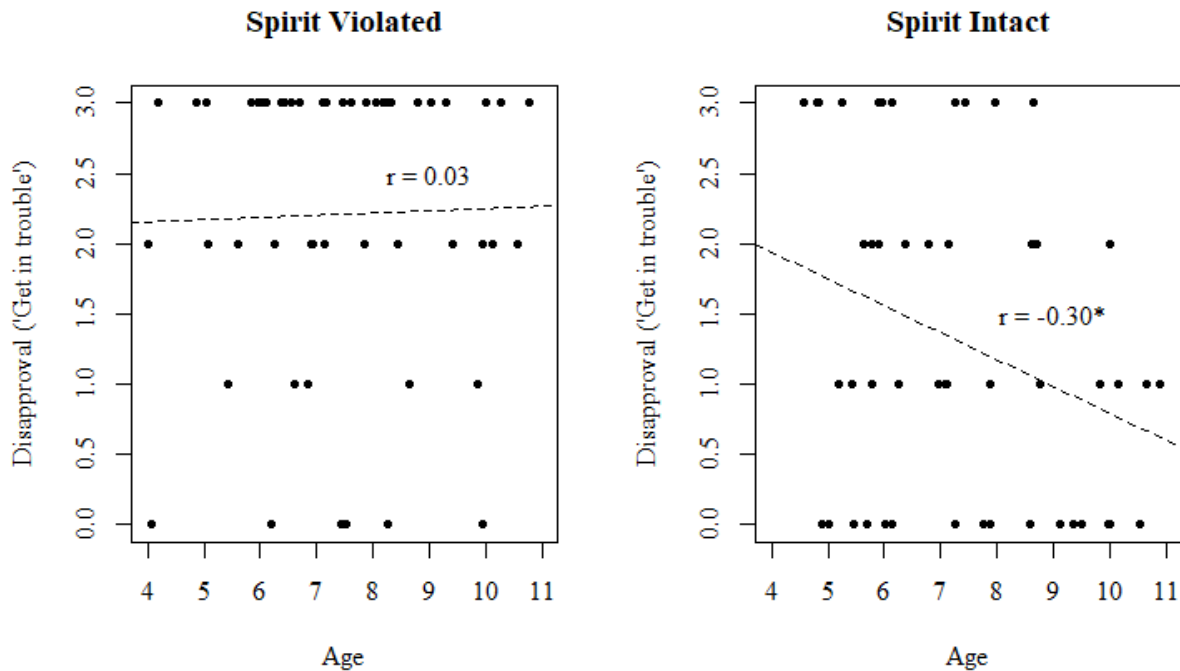 Spirit Violated
Disapproval ('Get in trouble')
3.0
2.5
2.0
1.5
1.0
0.5
0.0
r = 0.03
4 5 6 7 8 9 10 11
Age
Spirit Intact
Disapproval ('Get in trouble')
3.0
2.5
2.0
1.5
1.0
0.5
0.0
r = -0.30*
4 5 6 7 8 9 10 11
Age